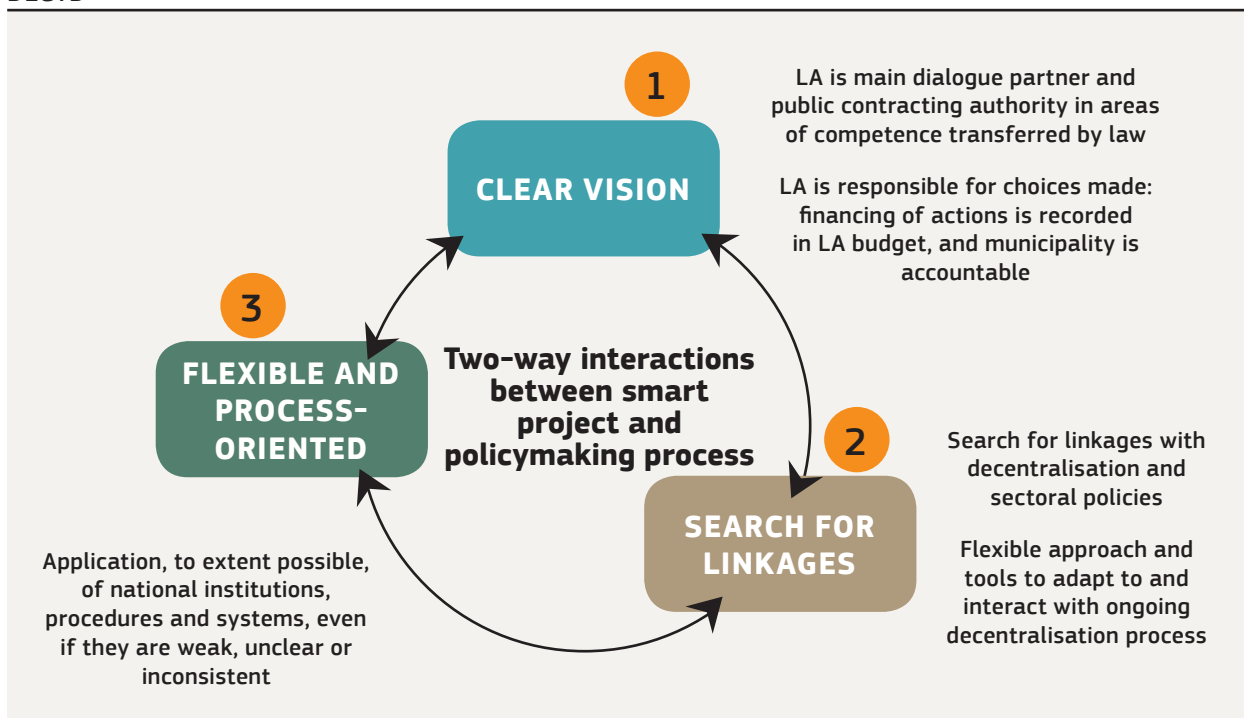 1
LA is main dialogue partner and
public contracting authority in areas
of competence transferred by law
CLEAR VISION
LA is responsible for choices made:
financing of actions is recorded
in LA budget, and municipality is
accountable
3
FLEXIBLE AND
PROCESS-
ORIENTED
Two-way interactions
between smart
project and
policymaking process
2
SEARCH FOR
LINKAGES
Search for linkages with
decentralisation and
sectoral policies
Flexible approach and
tools to adapt to and
interact with ongoing
decentralisation process
Application, to extent possible,
of national institutions,
procedures and systems, even
if they are weak, unclear or
inconsistent